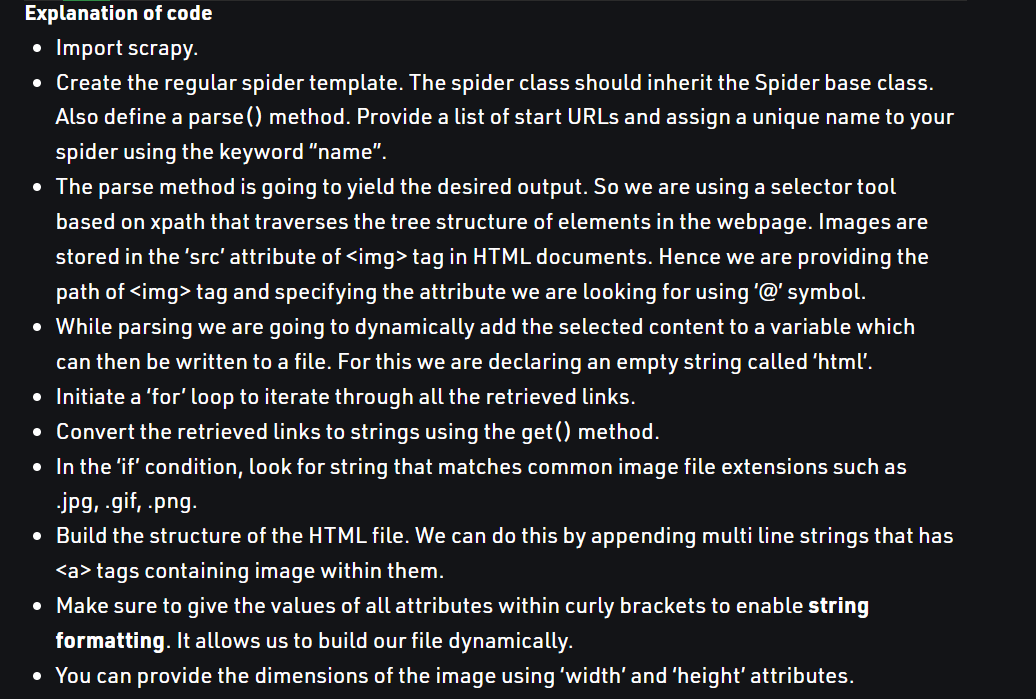 Explanation of code
• Import scrapy.
• Create the regular spider template. The spider class should inherit the Spider base class.
Also define a parse() method. Provide a list of start URLs and assign a unique name to your
spider using the keyword “name”.
• The parse method is going to yield the desired output. So we are using a selector tool
based on xpath that traverses the tree structure of elements in the webpage. Images are
stored in the ‘src’ attribute of <img> tag in HTML documents. Hence we are providing the
path of <img> tag and specifying the attribute we are looking for using ‘@’ symbol.
• While parsing we are going to dynamically add the selected content to a variable which
can then be written to a file. For this we are declaring an empty string called ‘html’.
• Initiate a ‘for’ loop to iterate through all the retrieved links.
• Convert the retrieved links to strings using the get() method.
• In the ‘if’ condition, look for string that matches common image file extensions such as
.jpg, .gif, .png.
• Build the structure of the HTML file. We can do this by appending multi line strings that has
<a> tags containing image within them.
• Make sure to give the values of all attributes within curly brackets to enable string
formatting. It allows us to build our file dynamically.
• You can provide the dimensions of the image using ‘width’ and ‘height’ attributes.